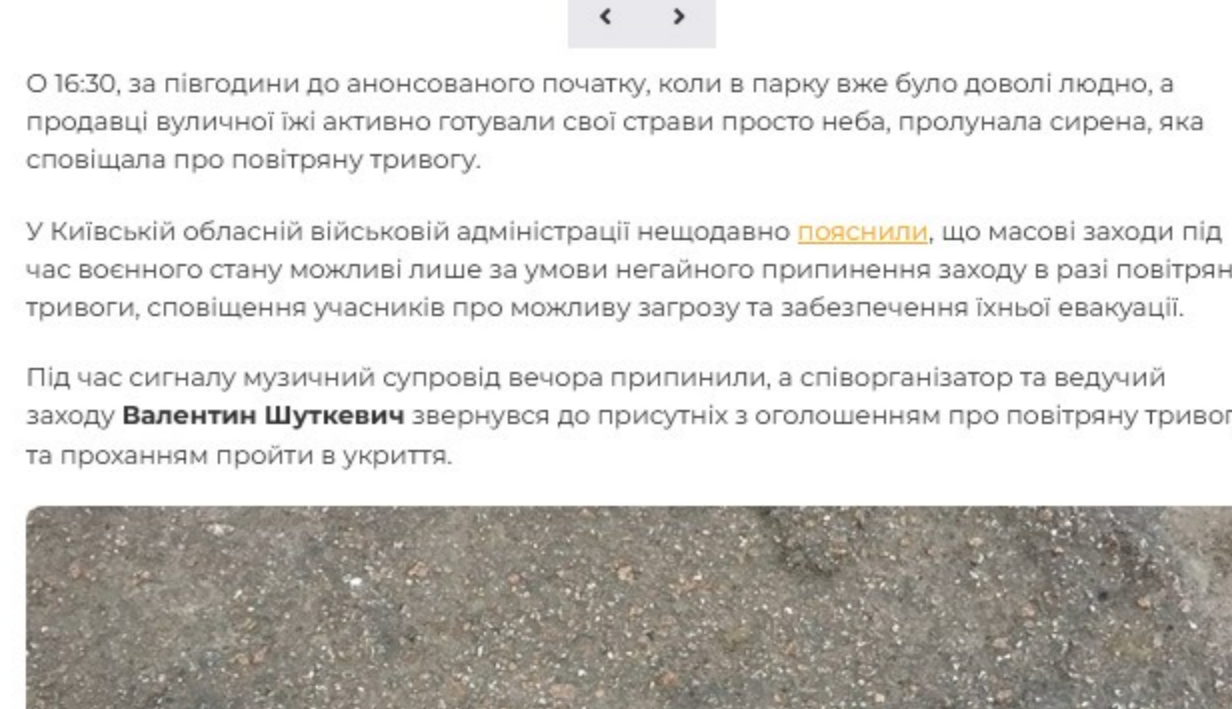 О 16:30, за півгодини до анонсованого початку, коли в парку вже було доволі людно, а
продавці вуличної їжі активно готували свої страви просто неба, пролунала сирена, яка
сповіщала про повітряну тривогу.
У Київській обласній військовій адміністрації нещодавно пояснили, що масові заходи під
час воєнного стану можливі лише за умови негайного припинення заходу в разі
тривоги, сповіщення учасників про можливу загрозу та забезпечення їхньої евакуації.
Під час сигналу музичний супровід вечора припинили, а співорганізатор та ведучий
заходу Валентин Шуткевич звернувся до присутніх з оголошенням про повітряну
та проханням пройти в укриття.